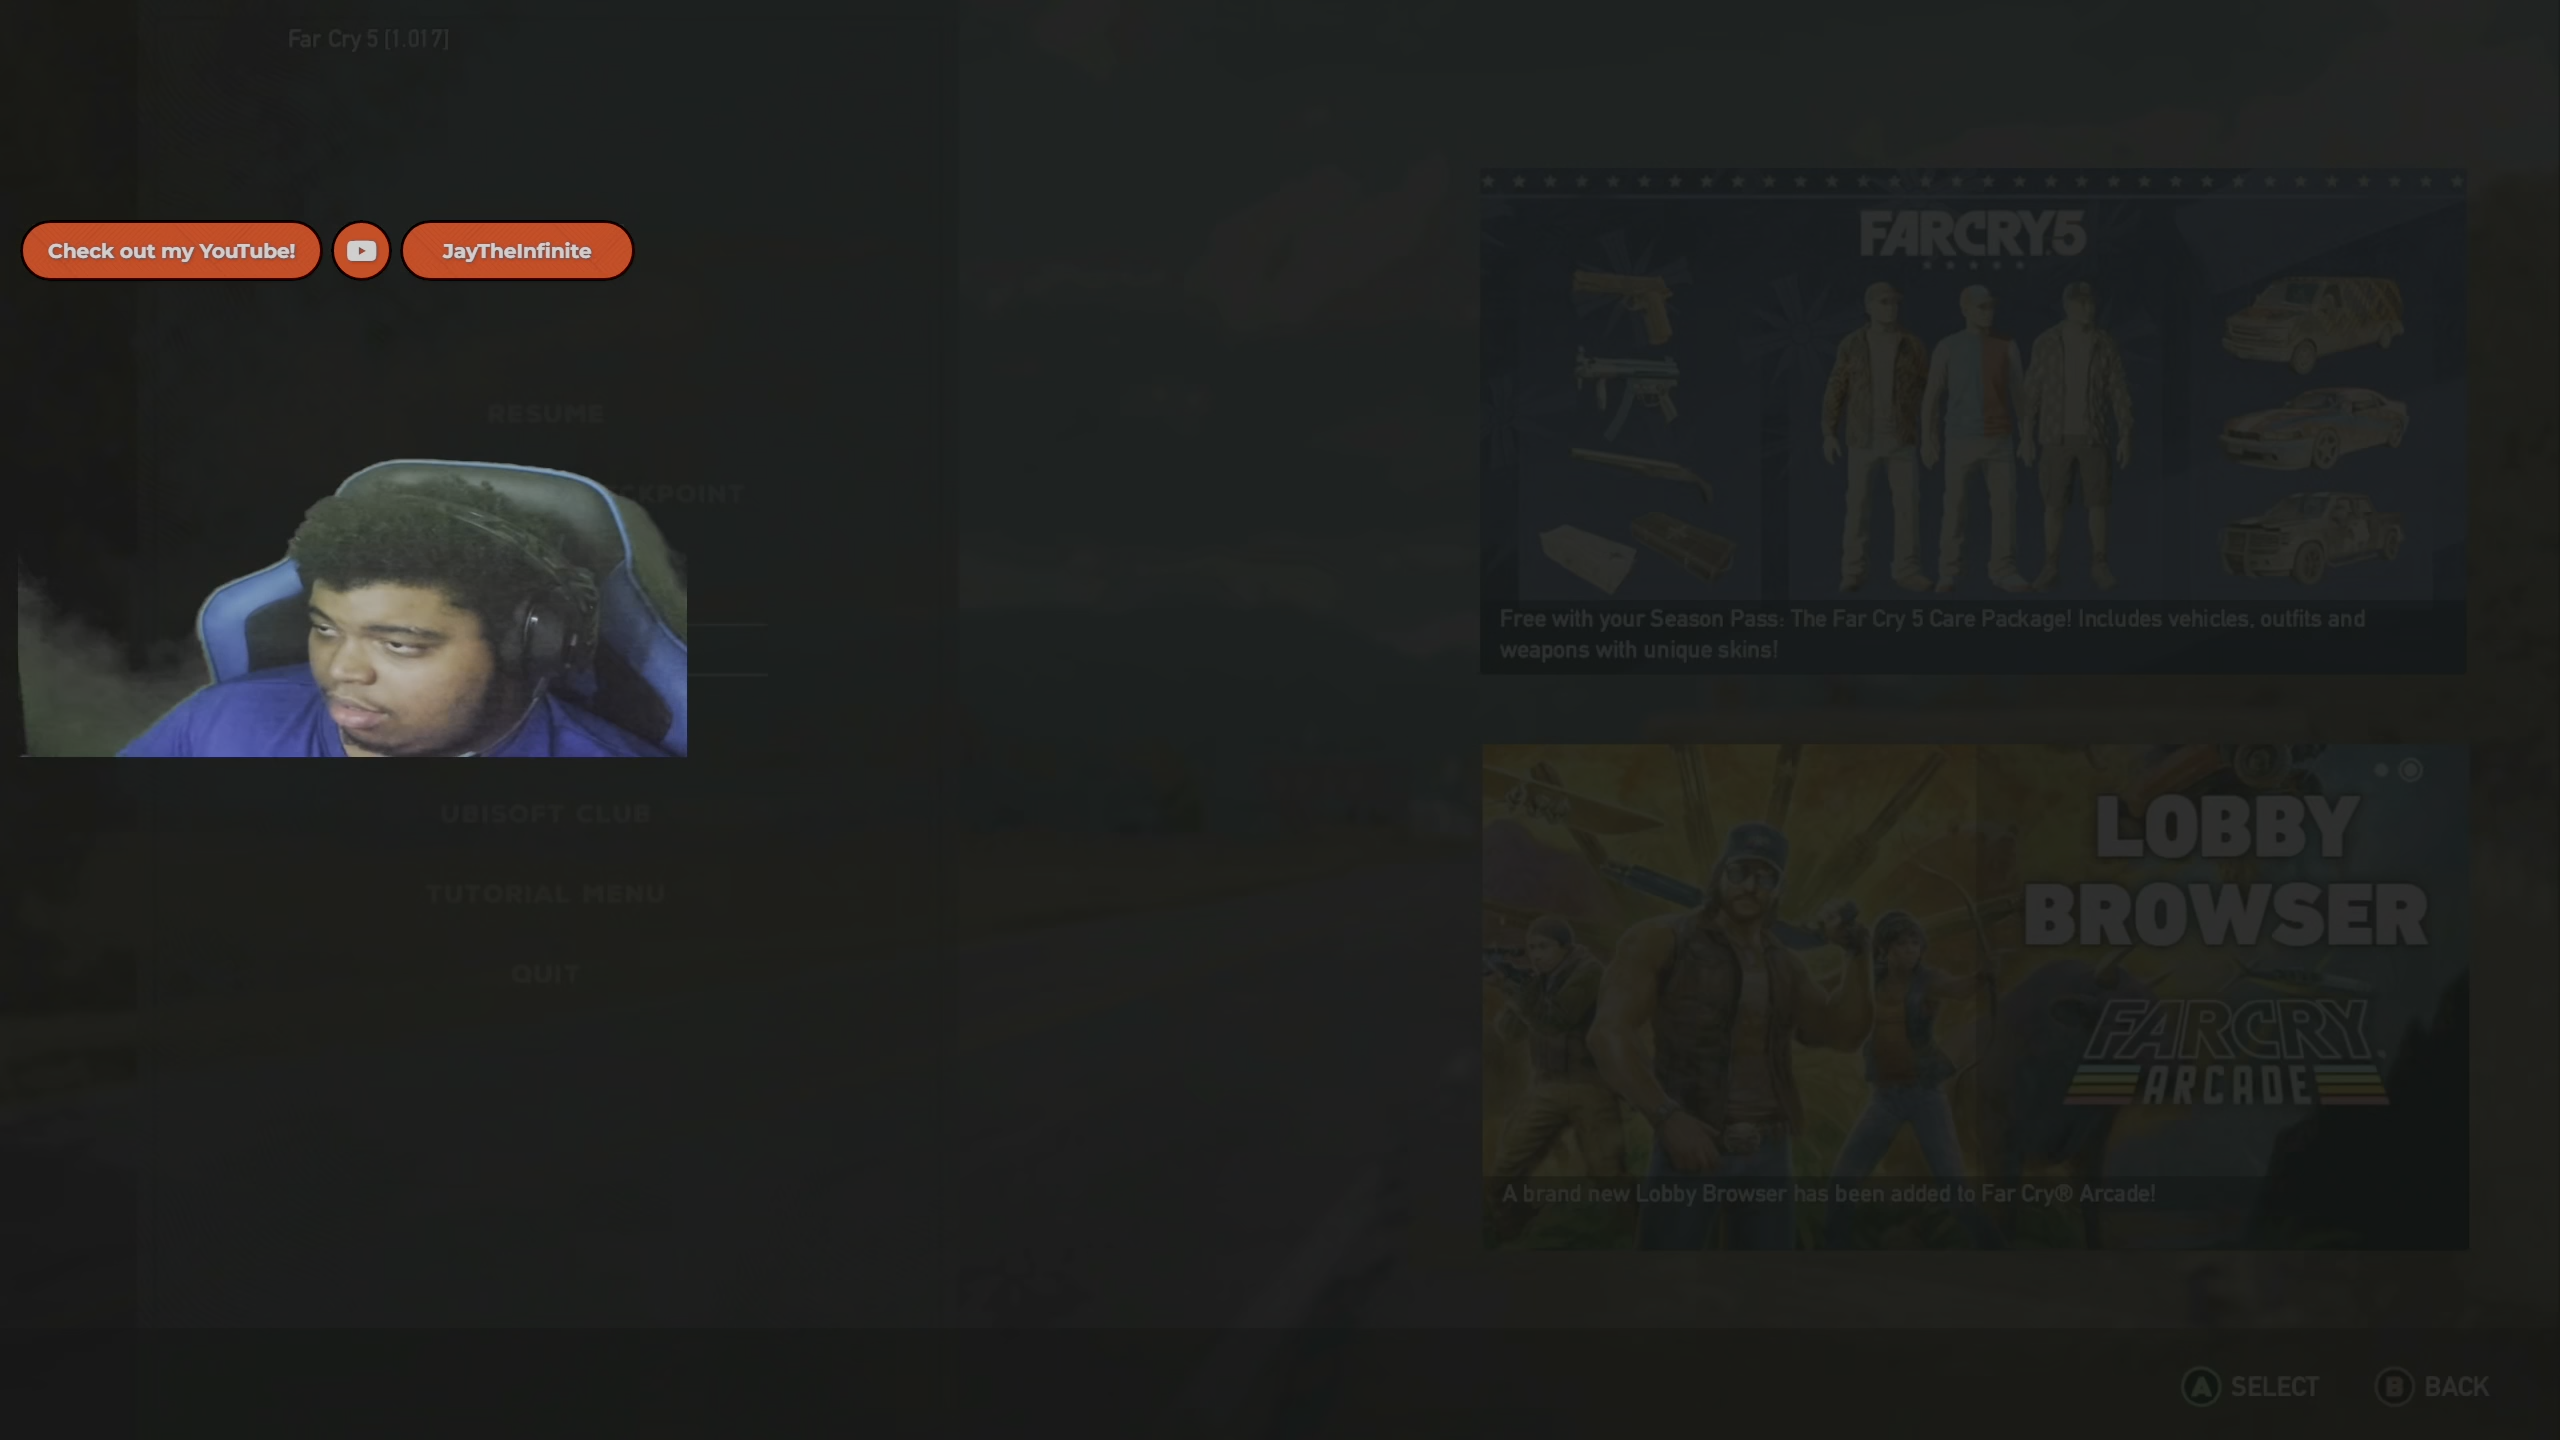 Far Cry 5 [1.017]
Check out my YouTube!
JayTheInfinite
RESUME
CKPOINT
UBISOFT CLUB
TUTORIAL MENU
QUIT
FARCRY5
Free with your Season Pass: The Far Cry 5 Care Package! Includes vehicles, outfits and
weapons with unique skins!
LOBBY
BROWSER
FARCRY
ARCADE
A brand new Lobby Browser has been added to Far Cry® Arcade!
A SELECT
B BACK